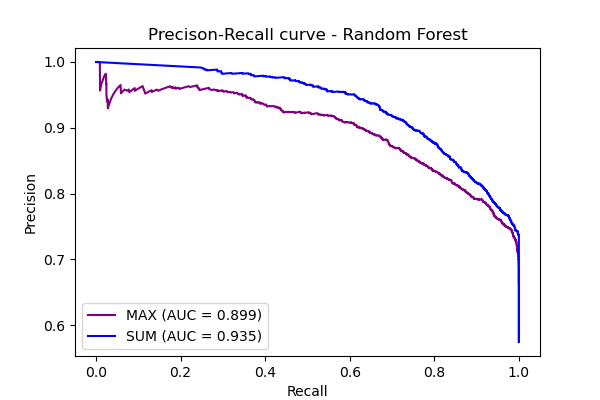 Precison-Recall curve - Random Forest
Precision
1.0
0.9
0.8
0.7
0.6
MAX (AUC = 0.899)
SUM (AUC = 0.935)
0.0 0.2 0.4 0.6 0.8 1.0
Recall